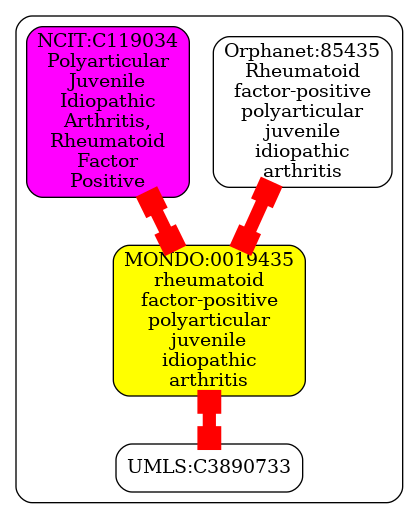 NCIT:C119034
Polyarticular
Juvenile
Idiopathic
Arthritis,
Rheumatoid
Factor
Positive
Orphanet:85435
Rheumatoid
factor-positive
polyarticular
juvenile
idiopathic
arthritis
MONDO:0019435
rheumatoid
factor-positive
polyarticular
juvenile
idiopathic
arthritis
UMLS:C3890733